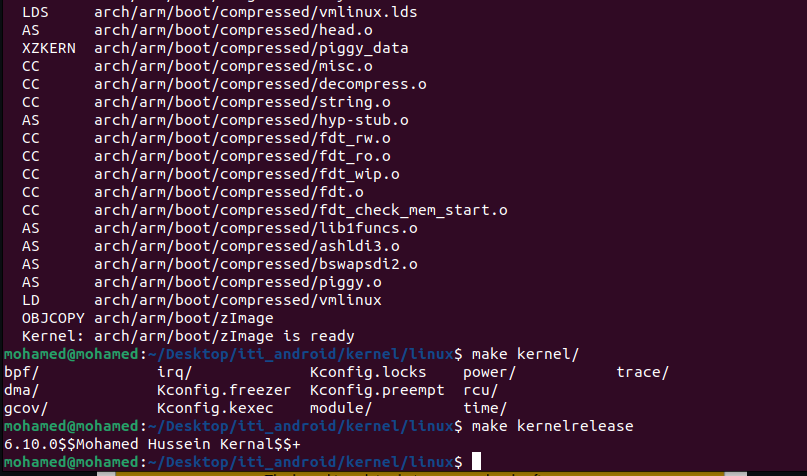 LDS     arch/arm/boot/compressed/vmlinux.lds
AS      arch/arm/boot/compressed/head.o
XZKERN  arch/arm/boot/compressed/piggy_data
CC      arch/arm/boot/compressed/misc.o
CC      arch/arm/boot/compressed/decompress.o
CC      arch/arm/boot/compressed/string.o
AS      arch/arm/boot/compressed/hyp-stub.o
CC      arch/arm/boot/compressed/fdt_rw.o
CC      arch/arm/boot/compressed/fdt_ro.o
CC      arch/arm/boot/compressed/fdt_wip.o
CC      arch/arm/boot/compressed/fdt.o
CC      arch/arm/boot/compressed/fdt_check_mem_start.o
AS      arch/arm/boot/compressed/lib1funcs.o
AS      arch/arm/boot/compressed/ashldi3.o
AS      arch/arm/boot/compressed/bswapsdi2.o
AS      arch/arm/boot/compressed/piggy.o
LD      arch/arm/boot/compressed/vmlinux
OBJCOPY arch/arm/boot/zImage
Kernel: arch/arm/boot/zImage is ready
mohamed@mohamed:~/Desktop/iti_android/kernel/linux$ make kernel/
bpf/             irq/             Kconfig.locks    power/           trace/
dma/             Kconfig.freezer  Kconfig.preempt  rcu/
gcov/            Kconfig.kexec    module/          time/
mohamed@mohamed:~/Desktop/iti_android/kernel/linux$ make kernelrelease
6.10.0$$Mohamed Hussein Kernal$$+
mohamed@mohamed:~/Desktop/iti_android/kernel/linux$